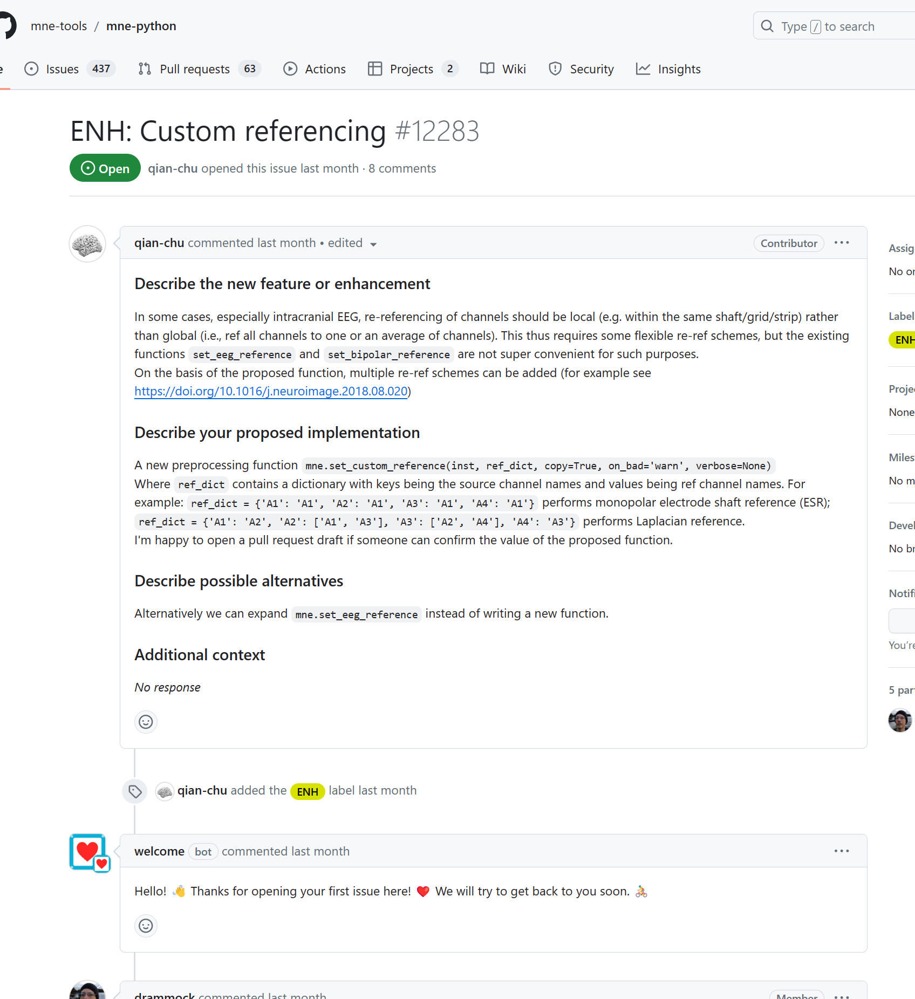 mne-tools / mne-python
Type / to search
Issues 437 Pull requests 63 Actions Projects 2 Wiki Security Insights
ENH: Custom referencing #12283
Open qian-chu opened this issue last month · 8 comments
qian-chu commented last month • edited
Contributor
Describe the new feature or enhancement
In some cases, especially intracranial EEG, re-referencing of channels should be local (e.g. within the same shaft/grid/strip) rather
than global (i.e., ref all channels to one or an average of channels). This thus requires some flexible re-ref schemes, but the existing
functions set_eeg_reference and set_bipolar_reference are not super convenient for such purposes.
On the basis of the proposed function, multiple re-ref schemes can be added (for example see
https://doi.org/10.1016/j.neuroimage.2018.08.020)
Describe your proposed implementation
A new preprocessing function mne.set_custom_reference(inst, ref_dict, copy=True, on_bad='warn', verbose=None)
Where ref_dict contains a dictionary with keys being the source channel names and values being ref channel names. For
example: ref_dict = {'A1': 'A1', 'A2': 'A1', 'A3': 'A1', 'A4': 'A1'} performs monopolar electrode shaft reference (ESR);
ref_dict = {'A1': 'A2', 'A2': ['A1', 'A3'], 'A3': ['A2', 'A4'], 'A4': 'A3'} performs Laplacian reference.
I'm happy to open a pull request draft if someone can confirm the value of the proposed function.
Describe possible alternatives
Alternatively we can expand mne.set_eeg_reference instead of writing a new function.
Additional context
No response
qian-chu added the ENH label last month
welcome bot commented last month
Hello! 👋 Thanks for opening your first issue here! ❤️ We will try to get back to you soon. 🚴
drammock commented last month
Member
Assig
No or
Label
ENH
Projec
None
Miles
No m
Devel
No br
Notifi
You're
5 par